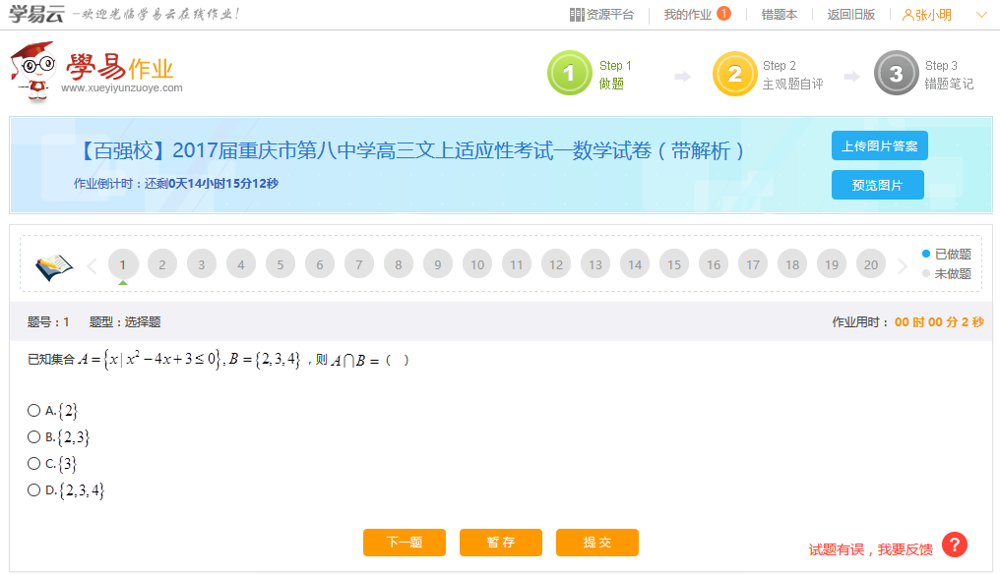 学易云 －欢迎光临学易云在线作业！ 资源平台 我的作业 1 错题本 返回旧版 张小明
學易作业 www.xueyiyunzuoye.com
1 Step 1 做题 2 Step 2 主观题自评 3 Step 3 错题笔记
【百强校】2017届重庆市第八中学高三文上适应性考试一数学试卷（带解析） 上传图片答案
作业倒计时：还剩0天14小时15分12秒 预览图片
1 2 3 4 5 6 7 8 9 10 11 12 13 14 15 16 17 18 19 20 已做题
未做题
题号：1 题型：选择题 作业用时： 00 时 00 分 2 秒
已知集合 A={x|x²−4x+3≤0}, B={2,3,4} ，则 A⋂B=（ ）
A.{2}
B.{2,3}
C.{3}
D.{2,3,4}
下一题 暂 存 提 交
试题有误，我要反馈 ?